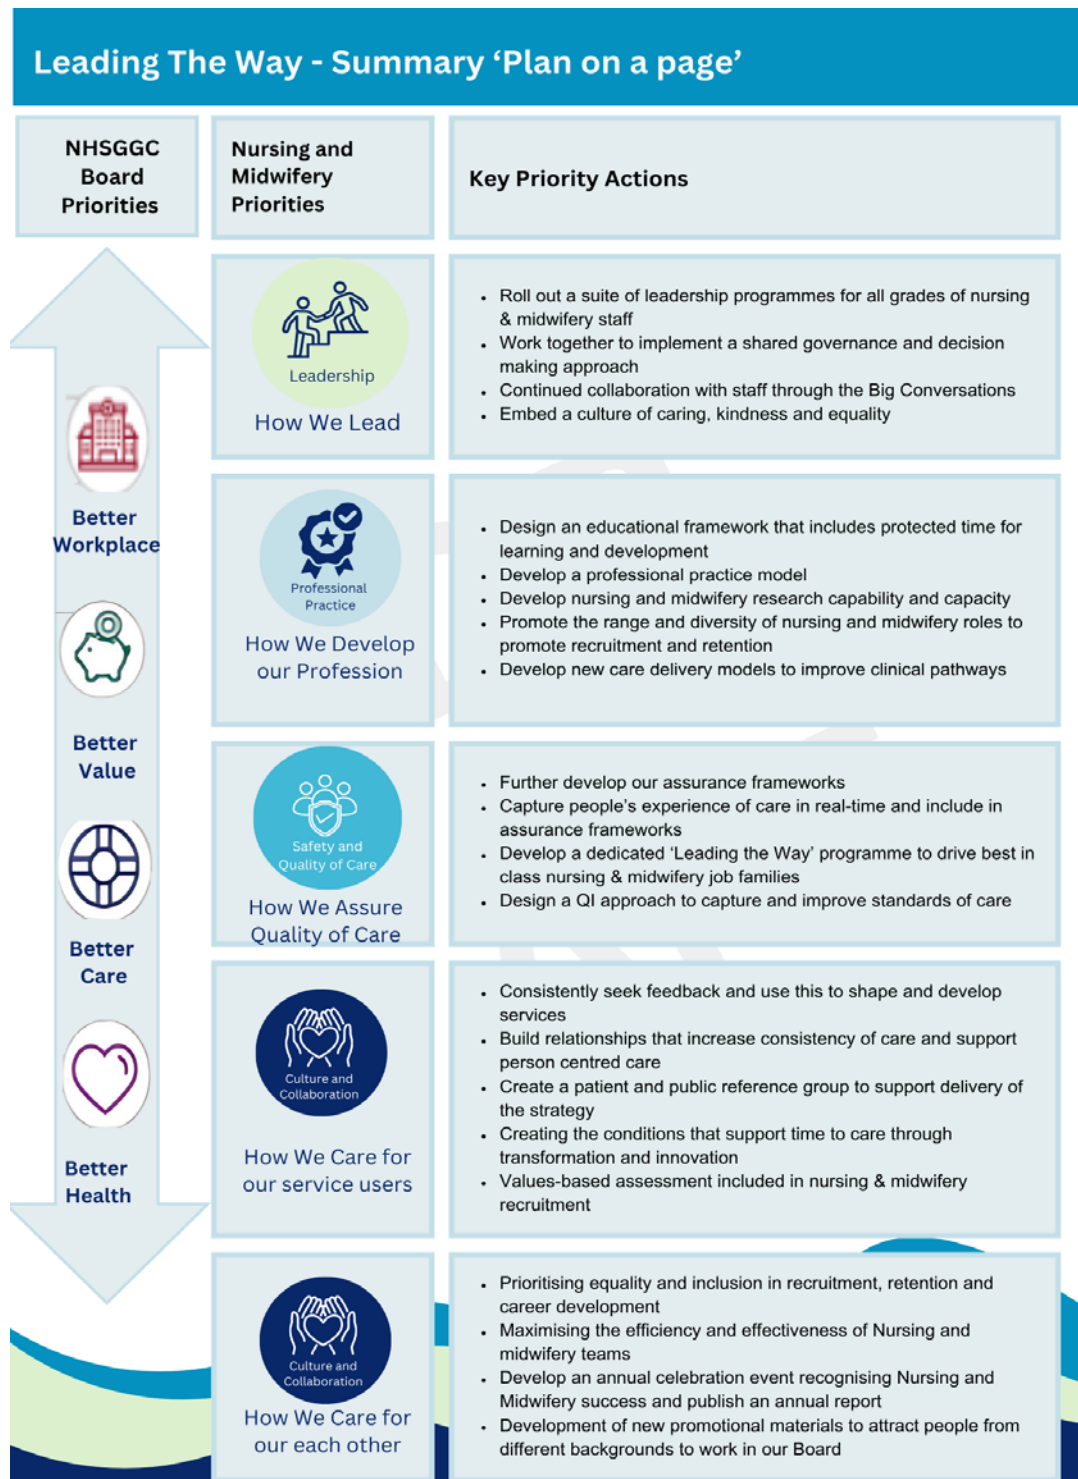 Leading The Way - Summary ‘Plan on a page’
NHSGGC
Board
Priorities
Nursing and
Midwifery
Priorities
Key Priority Actions
Better
Workplace
Better
Value
Better
Care
Better
Health
Leadership
How We Lead
• Roll out a suite of leadership programmes for all grades of nursing
& midwifery staff
• Work together to implement a shared governance and decision
making approach
• Continued collaboration with staff through the Big Conversations
• Embed a culture of caring, kindness and equality
Professional
Practice
How We Develop
our Profession
• Design an educational framework that includes protected time for
learning and development
• Develop a professional practice model
• Develop nursing and midwifery research capability and capacity
• Promote the range and diversity of nursing and midwifery roles to
promote recruitment and retention
• Develop new care delivery models to improve clinical pathways
Safety and
Quality of Care
How We Assure
Quality of Care
• Further develop our assurance frameworks
• Capture people’s experience of care in real-time and include in
assurance frameworks
• Develop a dedicated ‘Leading the Way’ programme to drive best in
class nursing & midwifery job families
• Design a QI approach to capture and improve standards of care
Culture and
Collaboration
How We Care for
our service users
• Consistently seek feedback and use this to shape and develop
services
• Build relationships that increase consistency of care and support
person centred care
• Create a patient and public reference group to support delivery of
the strategy
• Creating the conditions that support time to care through
transformation and innovation
• Values-based assessment included in nursing & midwifery
recruitment
Culture and
Collaboration
How We Care for
our each other
• Prioritising equality and inclusion in recruitment, retention and
career development
• Maximising the efficiency and effectiveness of Nursing and
midwifery teams
• Develop an annual celebration event recognising Nursing and
Midwifery success and publish an annual report
• Development of new promotional materials to attract people from
different backgrounds to work in our Board